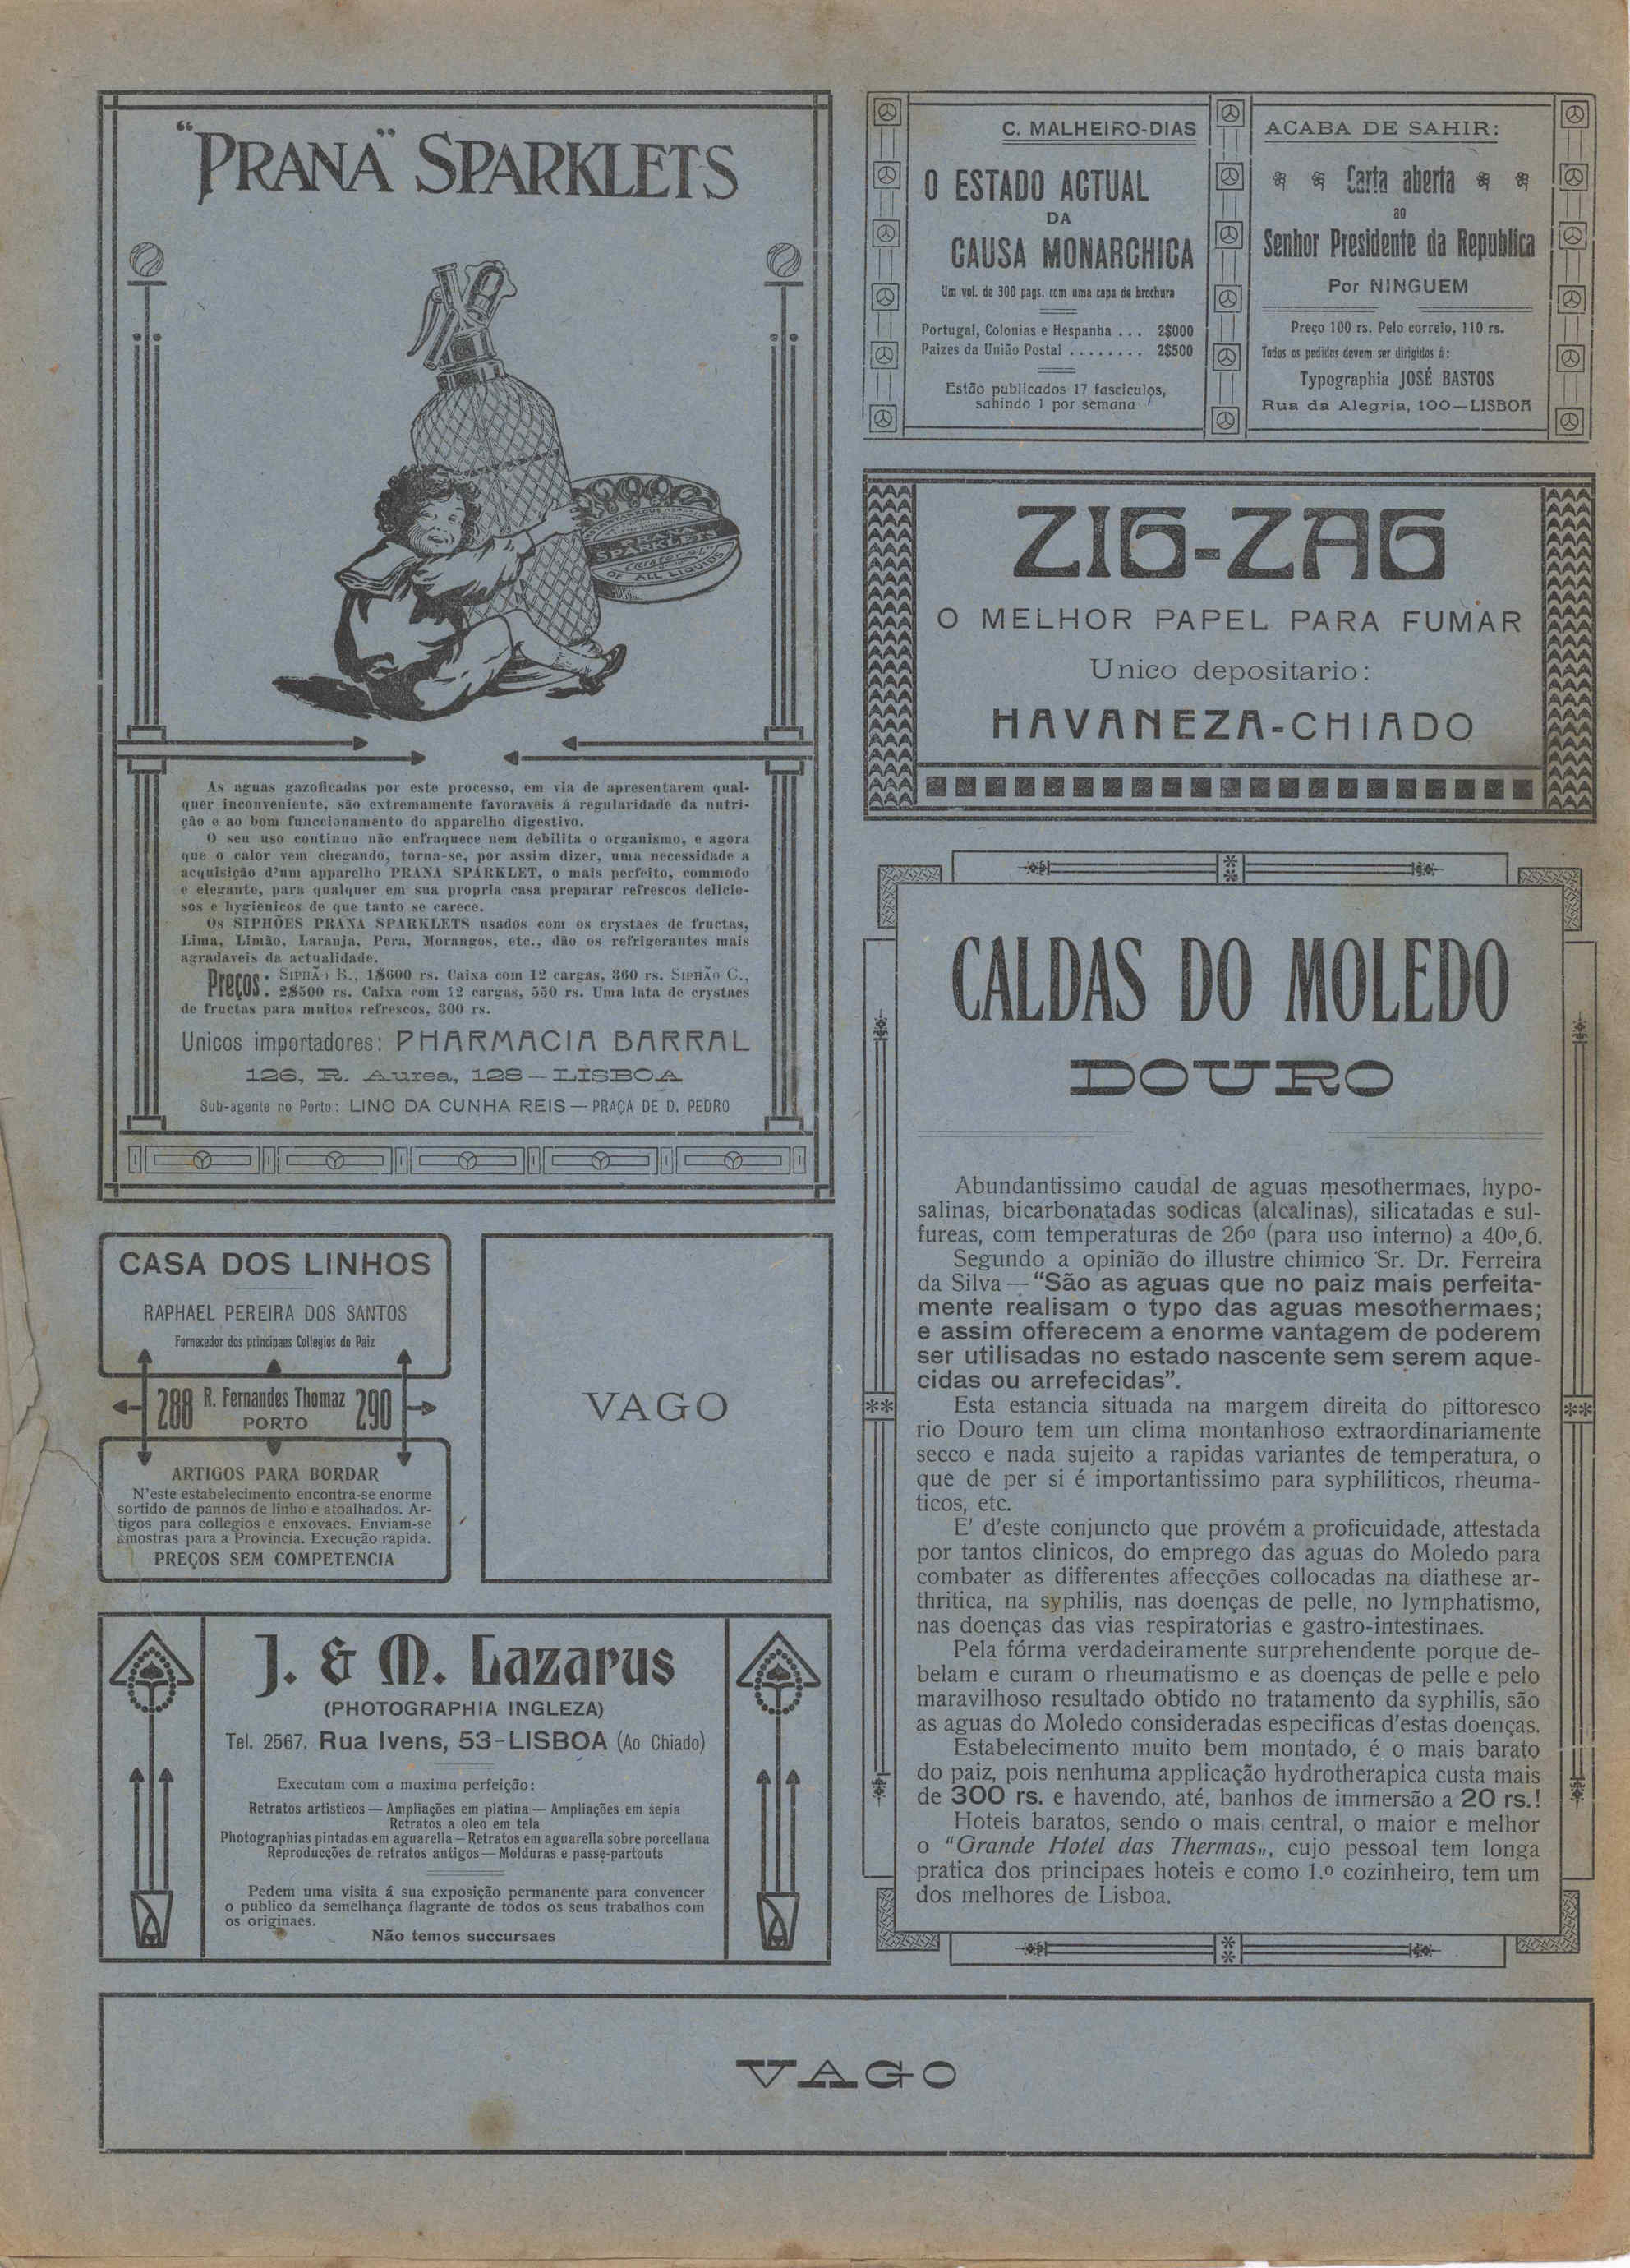 "PRANA" SPARKLETS
PRANA
SPARKLETS
OF ALL LIQUIDS
As aguas gazoficadas por este processo, em via de apresentarem qual-
quer inconveniente, são extremamente favoraveis á regularidade da nutri-
ção e ao bom funccionamento do apparelho digestivo.
O seu uso continuo não enfraquece nem debilita o organismo, e agora
que o calor vem chegando, torna-se, por assim dizer, uma necessidade a
acquisição d'um apparelho PRANA SPARKLET, o mais perfeito, commodo
e elegante, para qualquer em sua propria casa preparar refrescos delicio-
sos e hygienicos de que tanto se carece.
Os SIPHÕES PRANA SPARKLETS usados com os crystaes de fructas,
Lima, Limão, Laranja, Pera, Morangos, etc., dão os refrigerantes mais
agradaveis da actualidade.
Preços: SIPHÃO B., 1$600 rs. Caixa com 12 cargas, 360 rs. SIPHÃO C.,
2$500 rs. Caixa com 12 cargas, 550 rs. Uma lata de crystaes
de fructas para muitos refrescos, 300 rs.
Unicos importadores: PHARMACIA BARRAL
126, R. Aurea, 128 — LISBOA
Sub-agente no Porto: LINO DA CUNHA REIS — PRAÇA DE D. PEDRO
CASA DOS LINHOS
RAPHAEL PEREIRA DOS SANTOS
Fornecedor dos principaes Collegios do Paiz
288 R. Fernandes Thomaz 290
PORTO
ARTIGOS PARA BORDAR
N'este estabelecimento encontra-se enorme
sortido de pannos de linho e atoalhados. Ar-
tigos para collegios e enxovaes. Enviam-se
amostras para a Provincia. Execução rapida.
PREÇOS SEM COMPETENCIA
VAGO
J. & M. Lazarus
(PHOTOGRAPHIA INGLEZA)
Tel. 2567. Rua Ivens, 53-LISBOA (Ao Chiado)
Executam com a maxima perfeição:
Retratos artisticos — Ampliações em platina — Ampliações em sepia
Retratos a oleo em tela
Photographias pintadas em aguarella — Retratos em aguarella sobre porcellana
Reproducções de retratos antigos — Molduras e passe-partouts
Pedem uma visita á sua exposição permanente para convencer
o publico da semelhança flagrante de todos os seus trabalhos com
os originaes.
Não temos succursaes
C. MALHEIRO-DIAS
O ESTADO ACTUAL
DA
CAUSA MONARCHICA
Um vol. de 300 pags. com uma capa de brochura
Portugal, Colonias e Hespanha . . . 2$000
Paizes da União Postal . . . . . . . . 2$500
Estão publicados 17 fasciculos,
sahindo 1 por semana
ACABA DE SAHIR:
Carta aberta
ao
Senhor Presidente da Republica
Por NINGUEM
Preço 100 rs. Pelo correio, 110 rs.
Todos os pedidos devem ser dirigidos á:
Typographia JOSÉ BASTOS
Rua da Alegria, 100—LISBOA
ZIG-ZAG
O MELHOR PAPEL PARA FUMAR
Unico depositario:
HAVANEZA-CHIADO
CALDAS DO MOLEDO
DOURO
Abundantissimo caudal de aguas mesothermaes, hypo-
salinas, bicarbonatadas sodicas (alcalinas), silicatadas e sul-
fureas, com temperaturas de 26º (para uso interno) a 40º,6.
Segundo a opinião do illustre chimico Sr. Dr. Ferreira
da Silva — "São as aguas que no paiz mais perfeita-
mente realisam o typo das aguas mesothermaes;
e assim offerecem a enorme vantagem de poderem
ser utilisadas no estado nascente sem serem aque-
cidas ou arrefecidas".
Esta estancia situada na margem direita do pittoresco
rio Douro tem um clima montanhoso extraordinariamente
secco e nada sujeito a rapidas variantes de temperatura, o
que de per si é importantissimo para syphiliticos, rheuma-
ticos, etc.
E' d'este conjuncto que provém a proficuidade, attestada
por tantos clinicos, do emprego das aguas do Moledo para
combater as differentes affecções collocadas na diathese ar-
thritica, na syphilis, nas doenças de pelle, no lymphatismo,
nas doenças das vias respiratorias e gastro-intestinaes.
Pela fórma verdadeiramente surprehendente porque de-
belam e curam o rheumatismo e as doenças de pelle e pelo
maravilhoso resultado obtido no tratamento da syphilis, são
as aguas do Moledo consideradas especificas d'estas doenças.
Estabelecimento muito bem montado, é o mais barato
do paiz, pois nenhuma applicação hydrotherapica custa mais
de 300 rs. e havendo, até, banhos de immersão a 20 rs.!
Hoteis baratos, sendo o mais central, o maior e melhor
o "Grande Hotel das Thermas„, cujo pessoal tem longa
pratica dos principaes hoteis e como 1.º cozinheiro, tem um
dos melhores de Lisboa.
VAGO